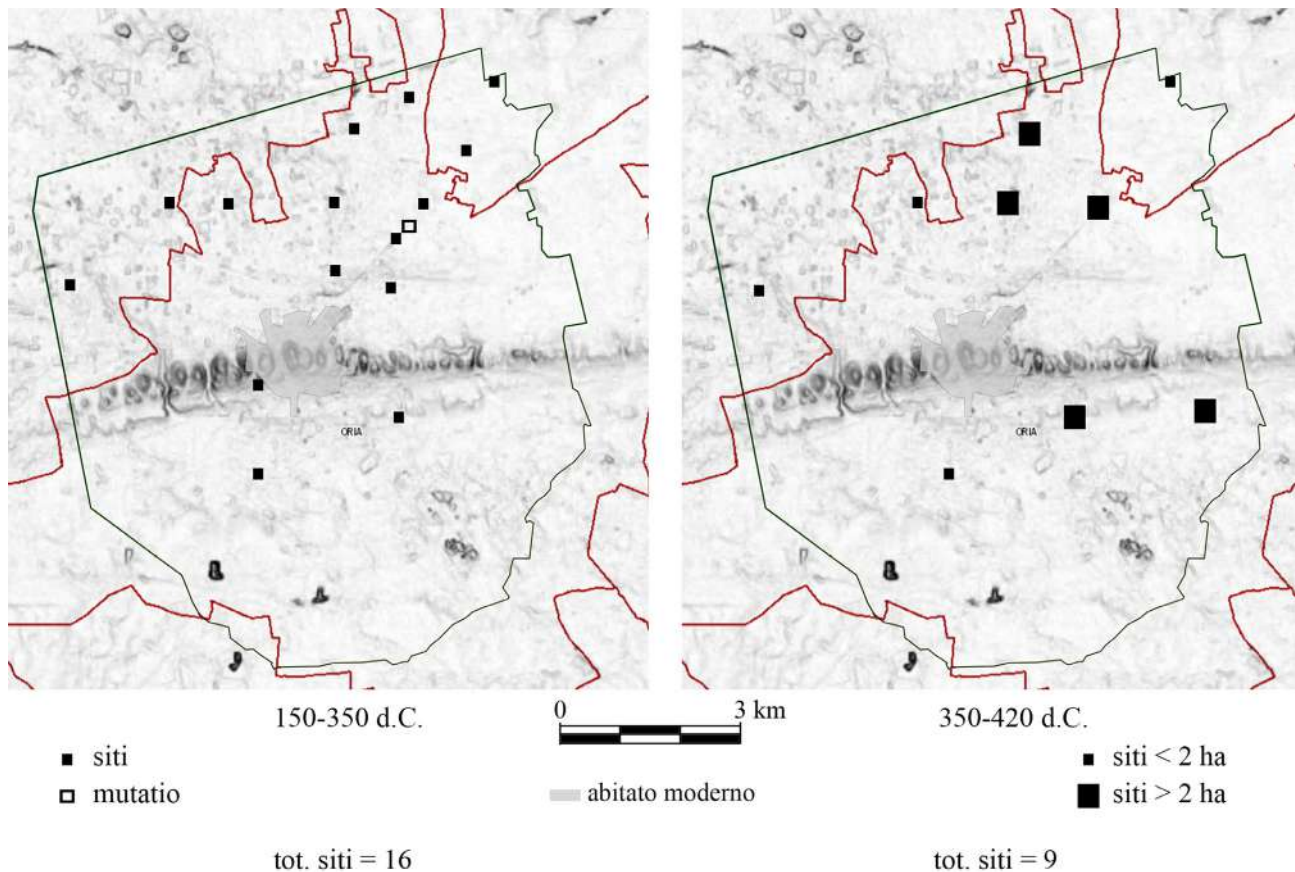 ORIA
ORIA
150-350 d.C.
0 3 km
350-420 d.C.
siti
siti < 2 ha
mutatio
abitato moderno
siti > 2 ha
tot. siti = 16
tot. siti = 9